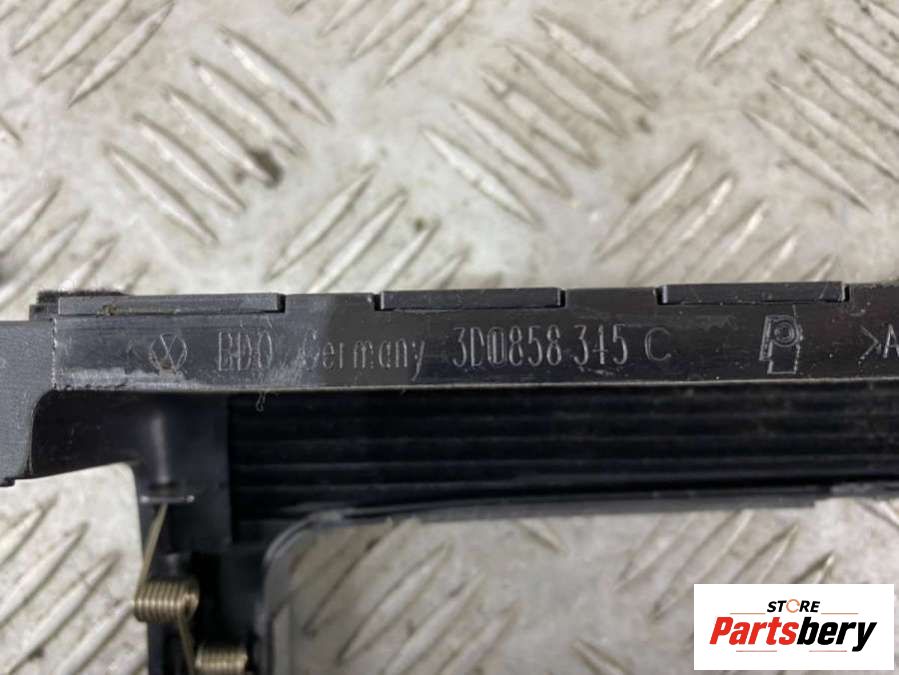 BDO Germany 3D0858 345 C >A
STORE
Partsbery